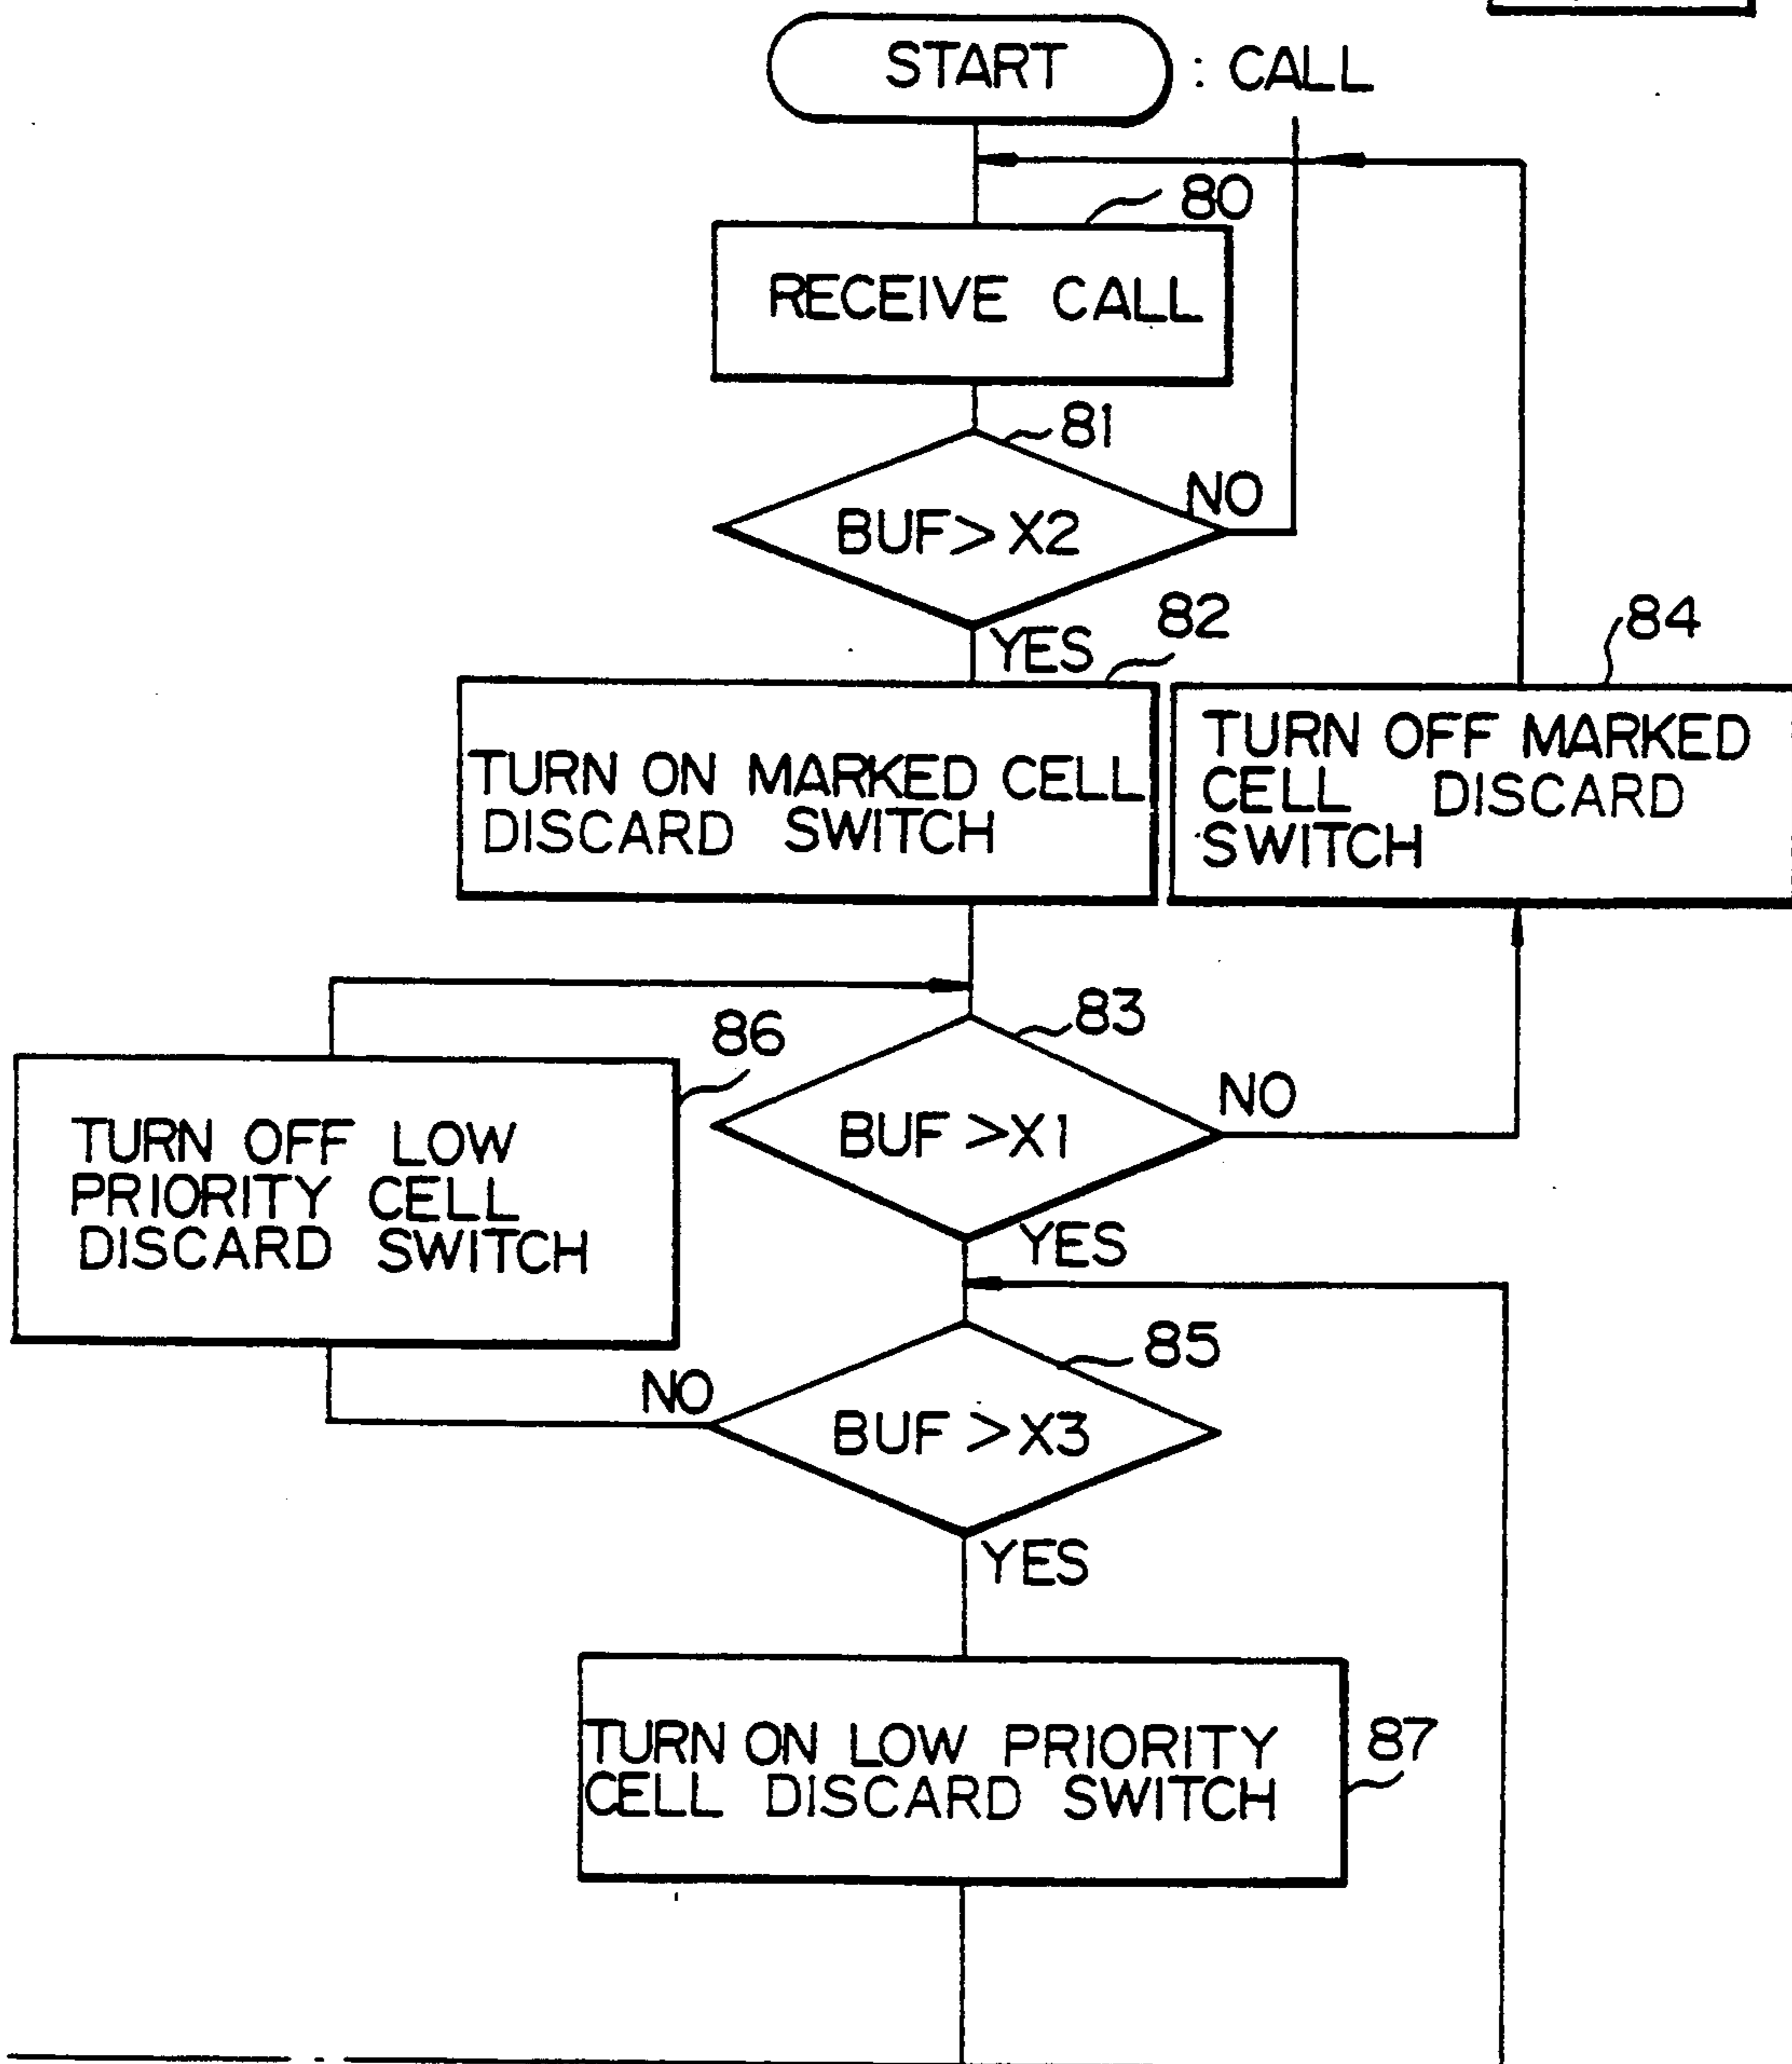 START : CALL
80
RECEIVE CALL
81
NO
BUF > X2
82
84
YES
TURN ON MARKED CELL
DISCARD SWITCH
TURN OFF MARKED
CELL DISCARD
SWITCH
83
86
NO
BUF > X1
TURN OFF LOW
PRIORITY CELL
DISCARD SWITCH
YES
85
NO
BUF > X3
YES
TURN ON LOW PRIORITY
CELL DISCARD SWITCH
87